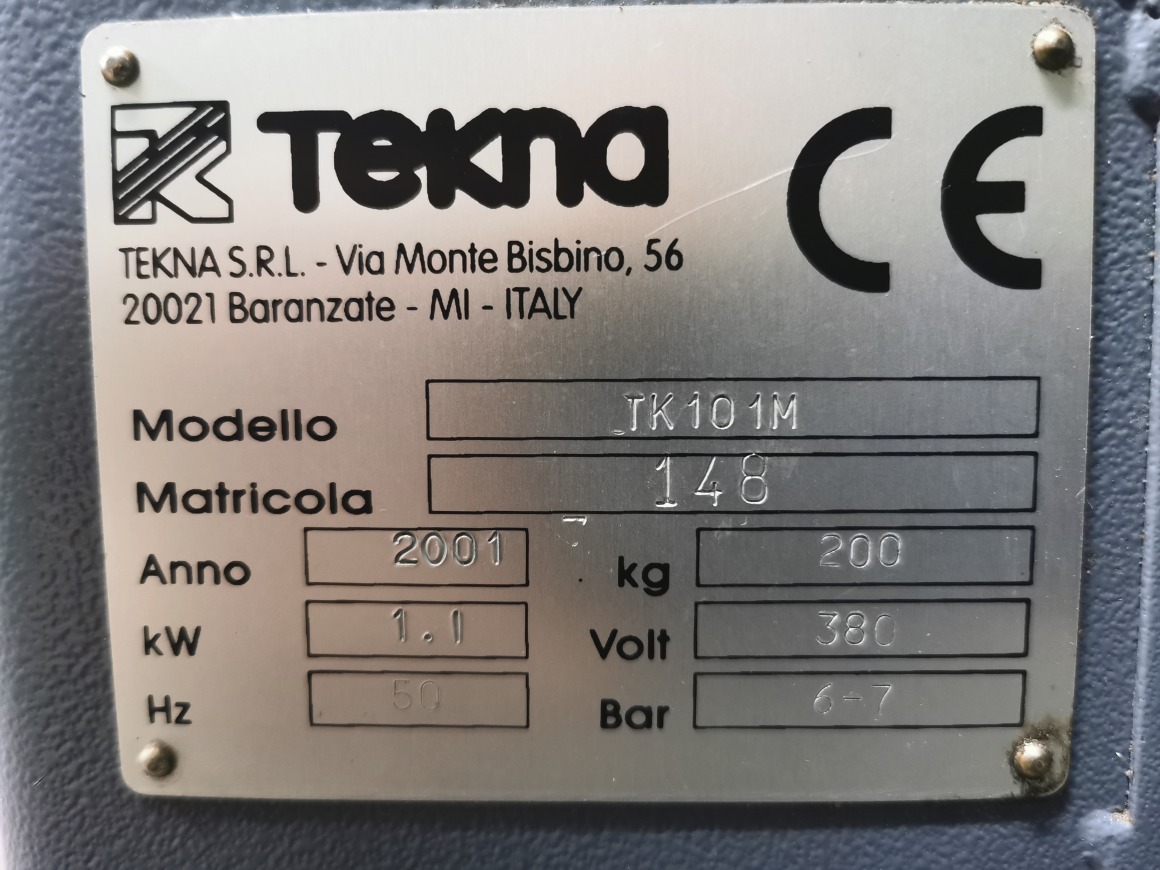 Tekna CE
TEKNA S.R.L. - Via Monte Bisbino, 56
20021 Baranzate - MI - ITALY
Modello TK101M
Matricola 148
Anno 2001 kg 200
kW 1.1 Volt 380
Hz 50 Bar 6-7